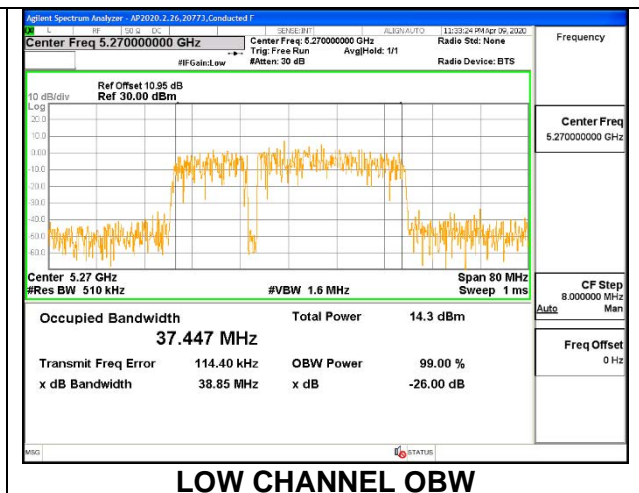 Agilent Spectrum Analyzer - AP2020.2.26,20773,Conducted F
L RF 50 Ω DC SENSE:INT ALIGN AUTO 11:33:24 PM Apr 09, 2020
Center Freq 5.270000000 GHz Center Freq: 5.270000000 GHz Radio Std: None Frequency
Trig: Free Run Avg|Hold: 1/1
#IFGain:Low #Atten: 30 dB Radio Device: BTS
Ref Offset 10.95 dB
10 dB/div Ref 30.00 dBm
Log
20.0
10.0
0.00
-10.0
-20.0
-30.0
-40.0
-50.0
-60.0
Center Freq
5.270000000 GHz
Center 5.27 GHz Span 80 MHz
#Res BW 510 kHz #VBW 1.6 MHz Sweep 1 ms
CF Step
8.000000 MHz
Auto Man
Occupied Bandwidth Total Power 14.3 dBm
37.447 MHz
Freq Offset
0 Hz
Transmit Freq Error 114.40 kHz OBW Power 99.00 %
x dB Bandwidth 38.85 MHz x dB -26.00 dB
MSG STATUS
LOW CHANNEL OBW